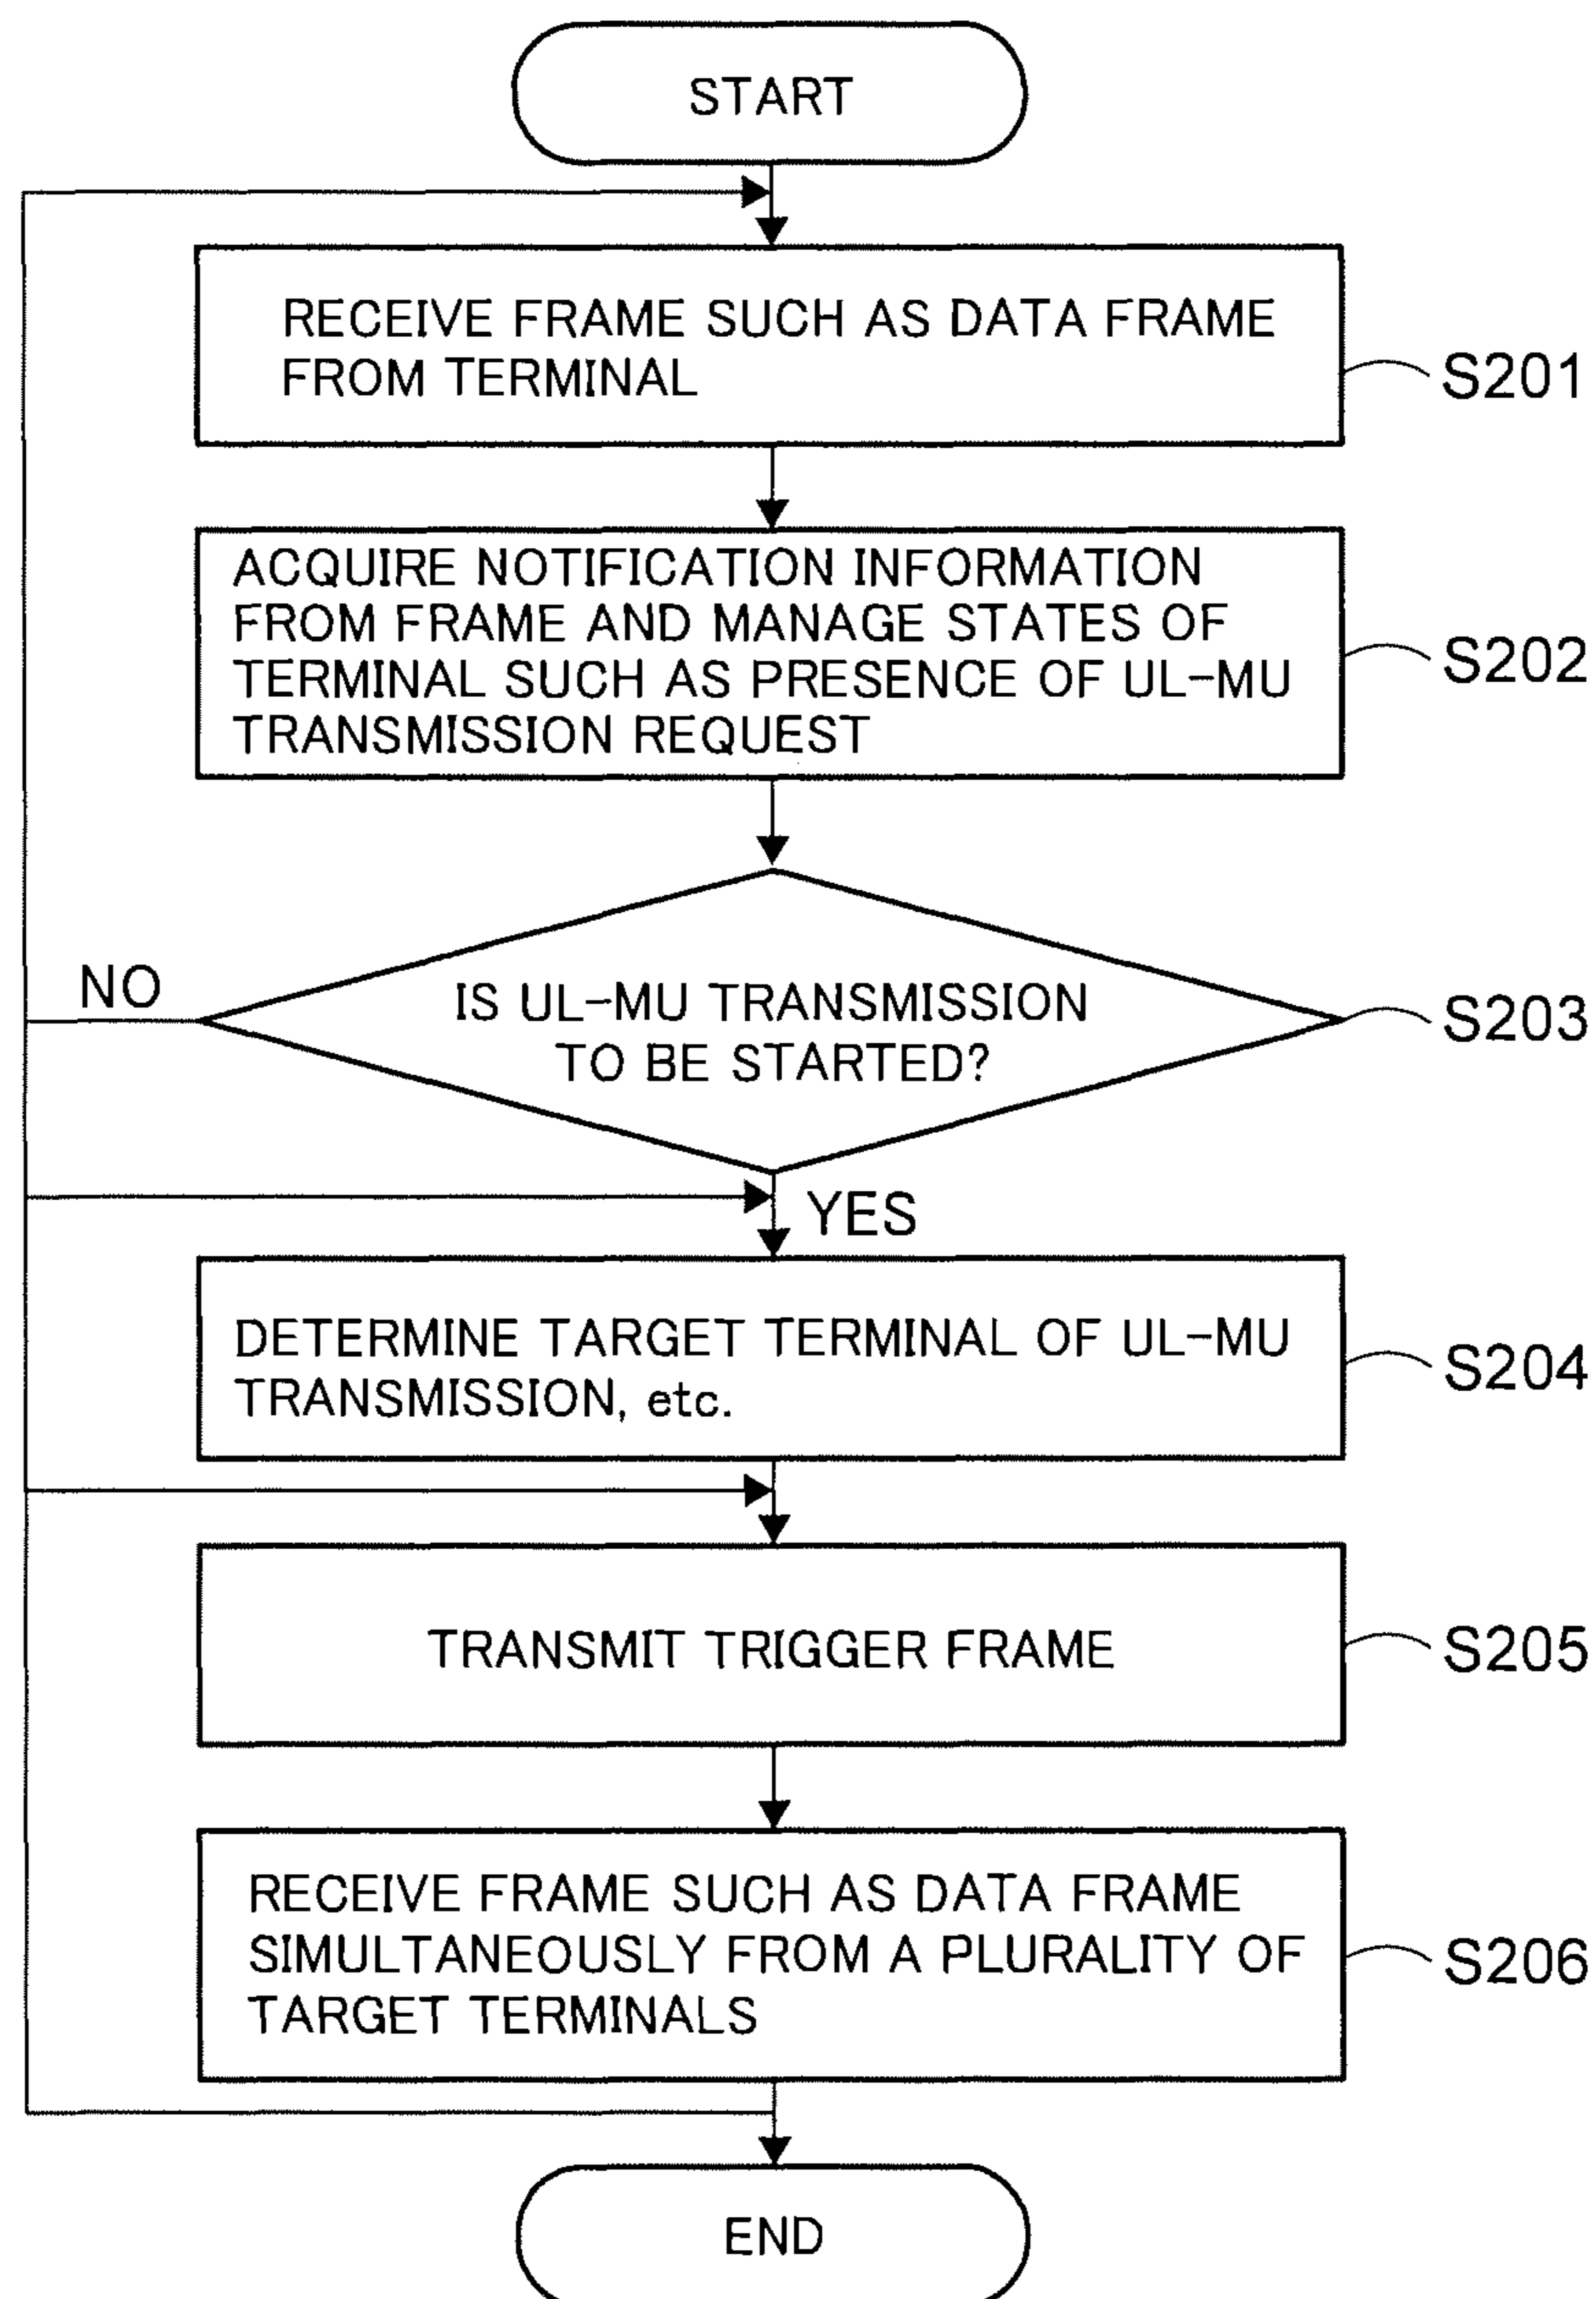 START
RECEIVE FRAME SUCH AS DATA FRAME
FROM TERMINAL
S201
ACQUIRE NOTIFICATION INFORMATION
FROM FRAME AND MANAGE STATES OF
TERMINAL SUCH AS PRESENCE OF UL-MU
TRANSMISSION REQUEST
S202
NO
IS UL-MU TRANSMISSION
TO BE STARTED?
S203
YES
DETERMINE TARGET TERMINAL OF UL-MU
TRANSMISSION, etc.
S204
TRANSMIT TRIGGER FRAME
S205
RECEIVE FRAME SUCH AS DATA FRAME
SIMULTANEOUSLY FROM A PLURALITY OF
TARGET TERMINALS
S206
END